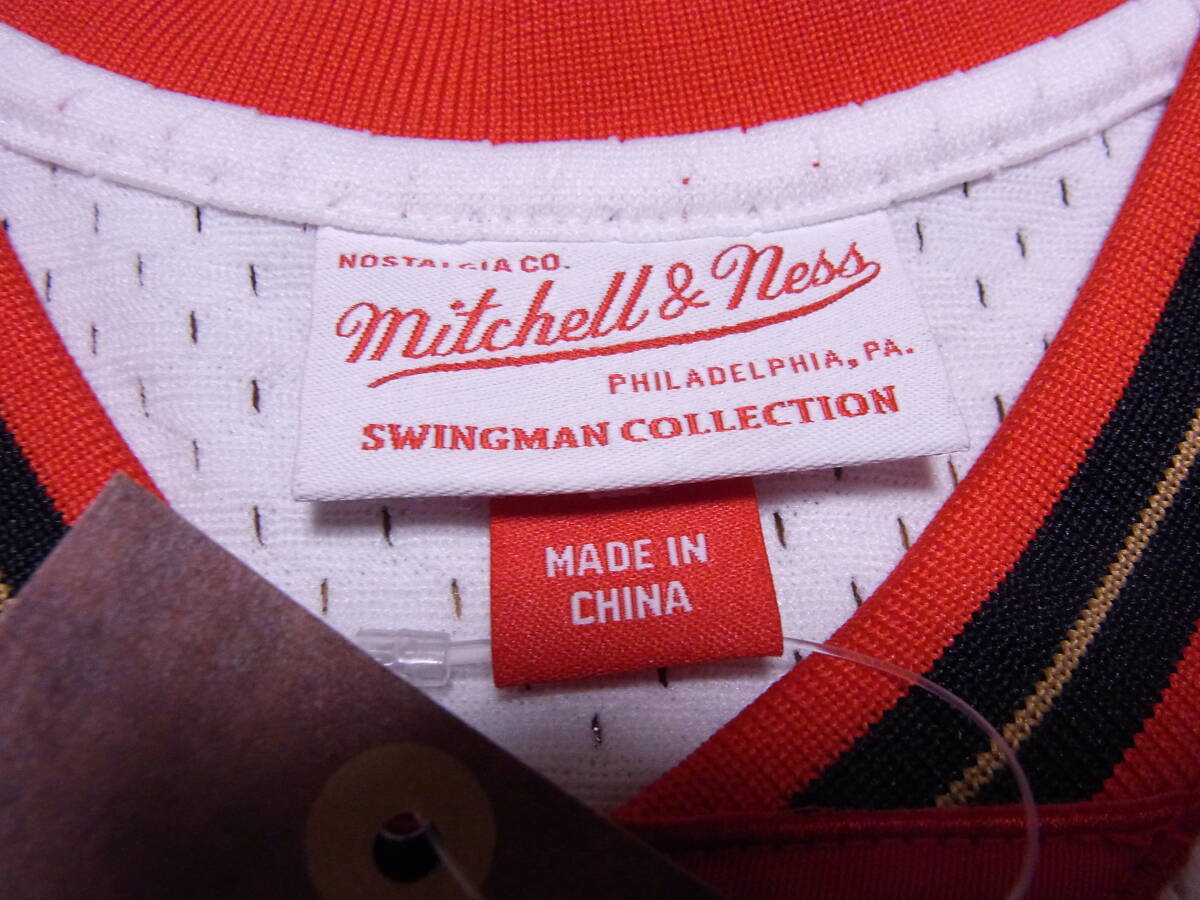 NOSTALGIA CO.
Mitchell & Ness
PHILADELPHIA, PA.
SWINGMAN COLLECTION
MADE IN
CHINA